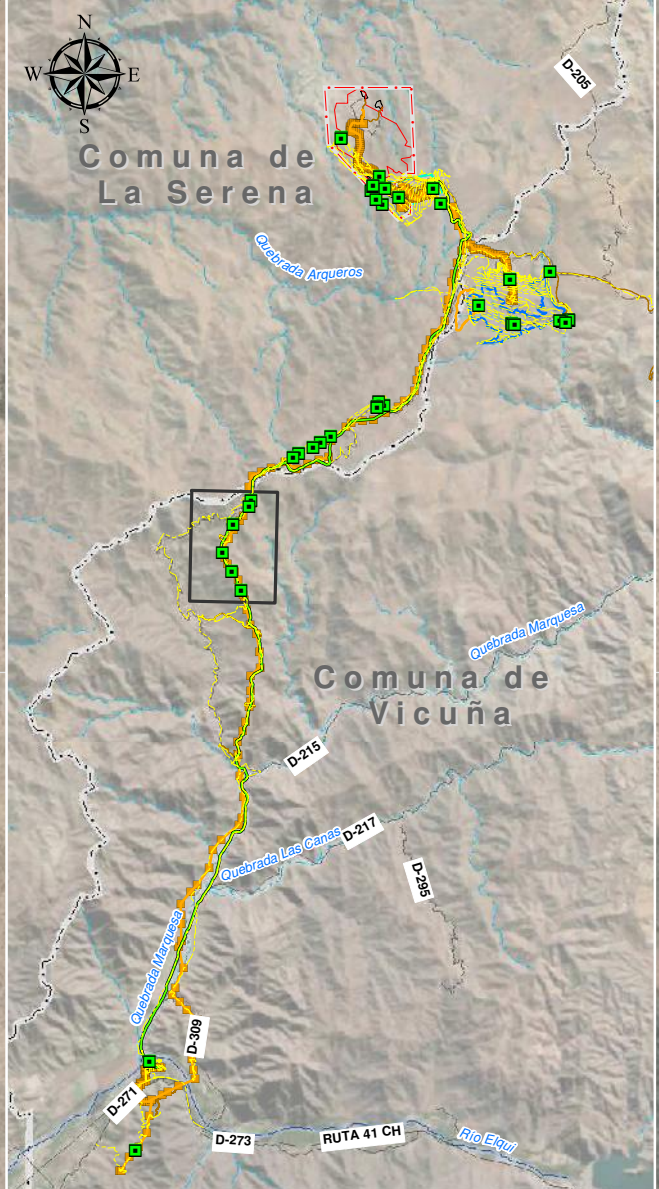 N
W E
S
D-205
Comuna de
La Serena
Quebrada Arqueros
Quebrada Marquesa
Comuna de
Vicuña
D-215
D-217
Quebrada Las Canas
D-295
Quebrada Marquesa
D-309
D-271
D-273
RUTA 41 CH
Río Elqui